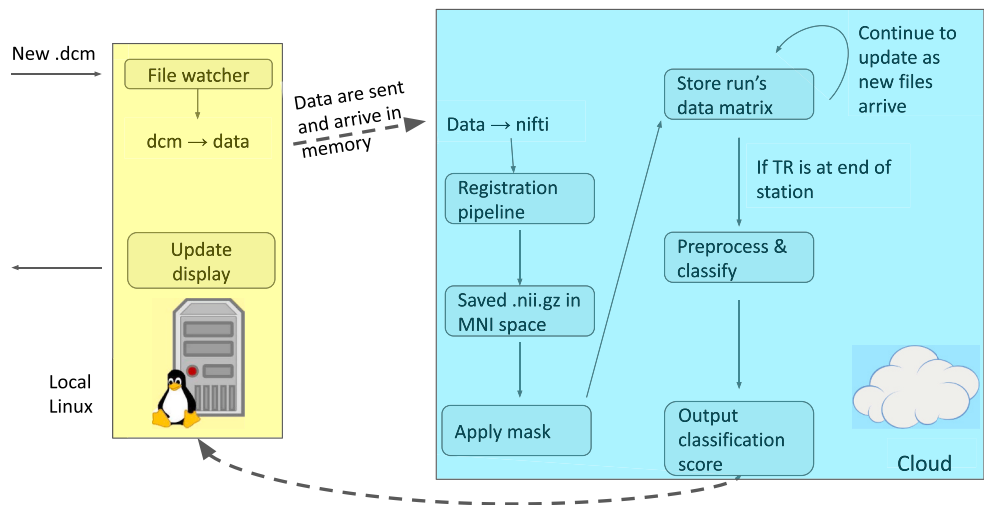 New .dcm
File watcher
dcm → data
Update
display
Local
Linux
Data are sent
and arrive in
memory
Data → nifti
Registration
pipeline
Saved .nii.gz in
MNI space
Apply mask
Store run's
data matrix
Continue to
update as
new files
arrive
If TR is at end of
station
Preprocess &
classify
Output
classification
score
Cloud